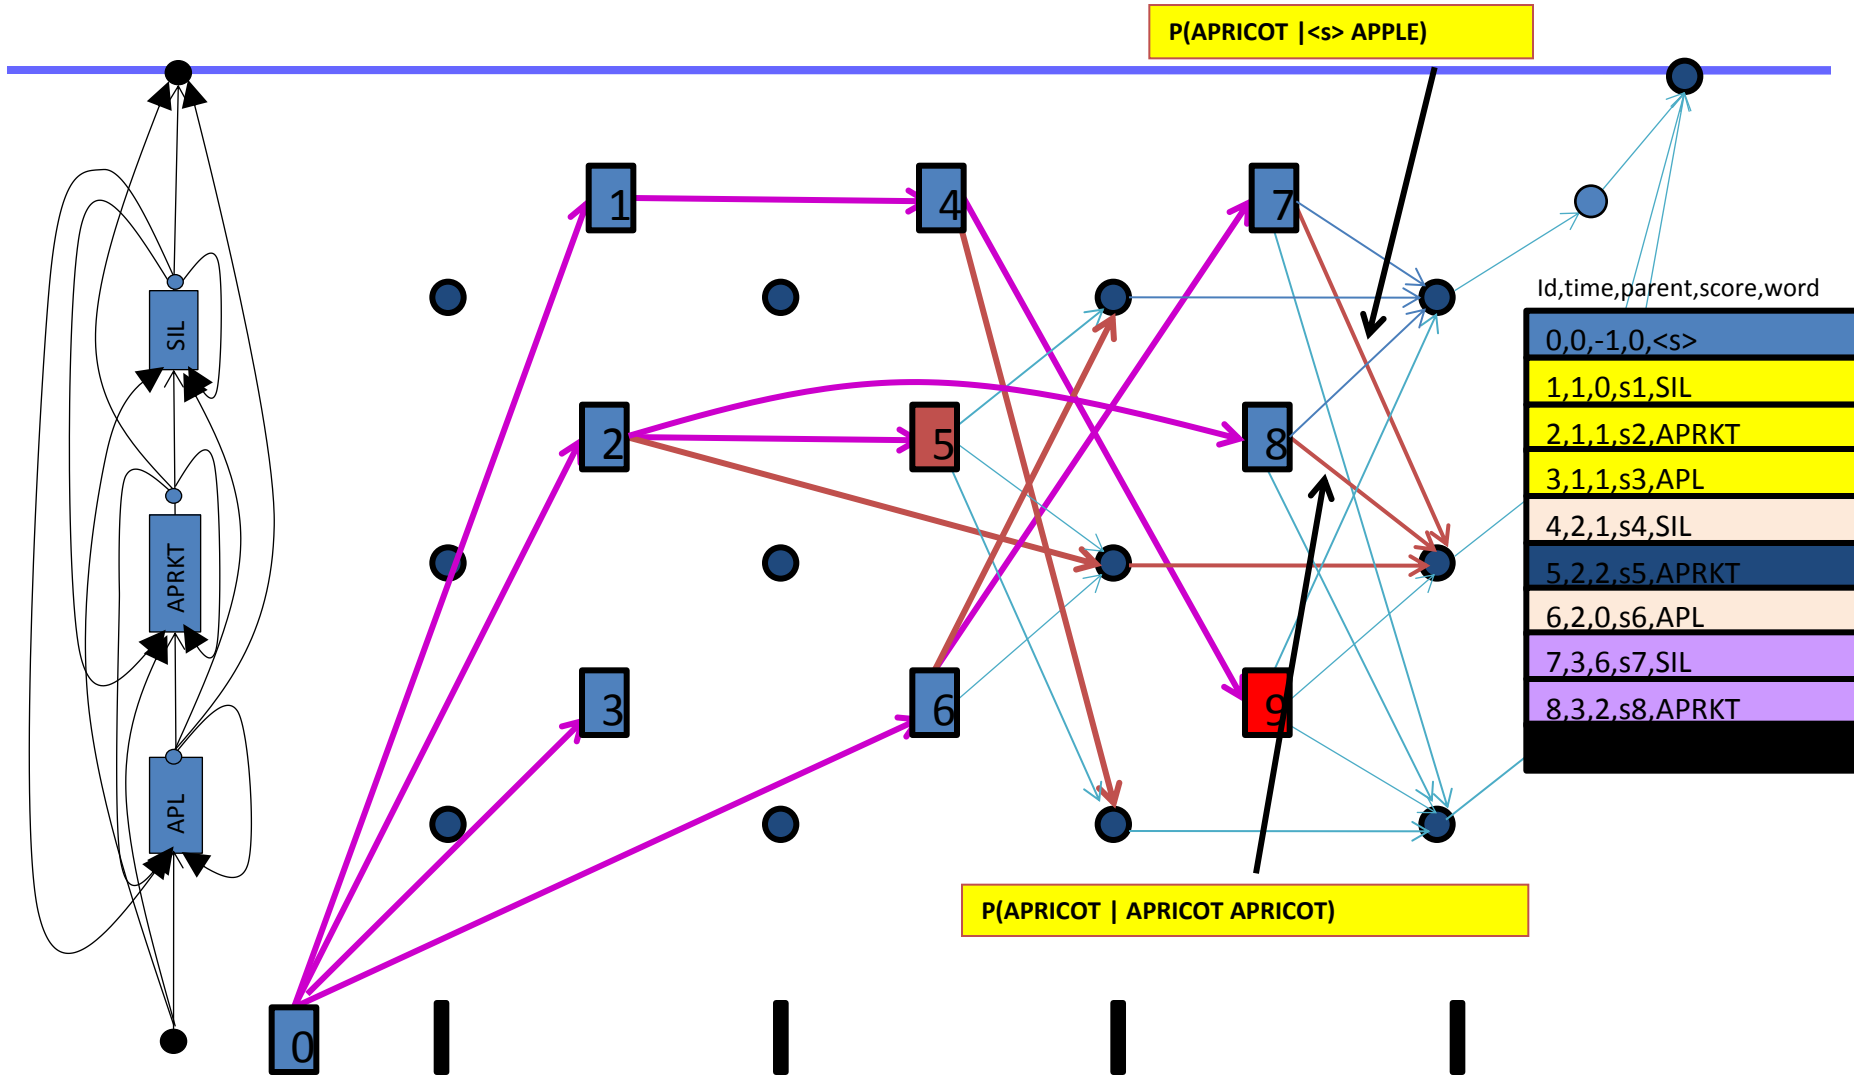 P(APRICOT |<s> APPLE)
1
4
7
SIL
Id,time,parent,score,word
0,0,-1,0,<s>
1,1,0,s1,SIL
2,1,1,s2,APRKT
3,1,1,s3,APL
4,2,1,s4,SIL
5,2,2,s5,APRKT
6,2,0,s6,APL
7,3,6,s7,SIL
8,3,2,s8,APRKT
2
5
8
APRKT
3
6
9
APL
P(APRICOT | APRICOT APRICOT)
0